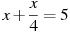 x + x/4 = 5